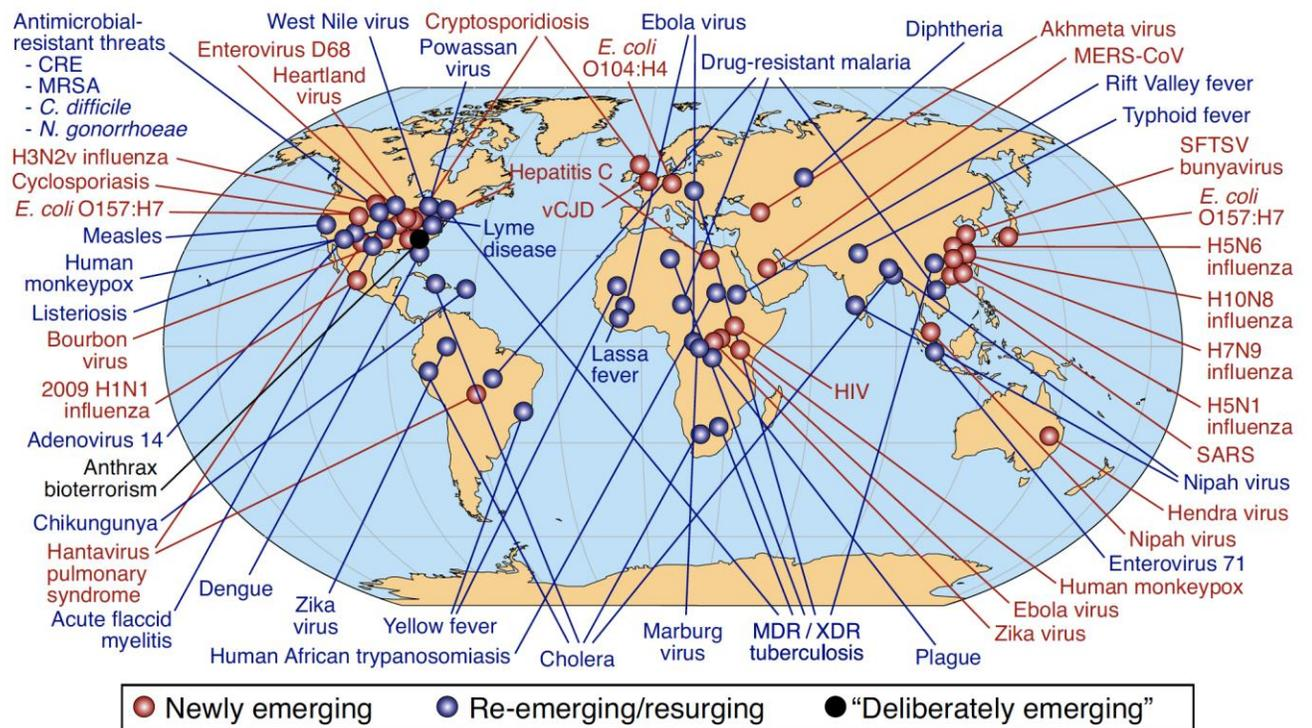 Antimicrobial-
resistant threats
- CRE
- MRSA
- C. difficile
- N. gonorrhoeae
West Nile virus
Enterovirus D68
Heartland
virus
Cryptosporidiosis
Powassan
virus
E. coli
O104:H4
Ebola virus
Drug-resistant malaria
Diphtheria
Akhmeta virus
MERS-CoV
Rift Valley fever
Typhoid fever
SFTSV
bunyavirus
E. coli
O157:H7
H5N6
influenza
H10N8
influenza
H7N9
influenza
H5N1
influenza
SARS
Nipah virus
Hendra virus
Nipah virus
Enterovirus 71
Human monkeypox
Ebola virus
Zika virus
H3N2v influenza
Cyclosporiasis
E. coli O157:H7
Measles
Human
monkeypox
Listeriosis
Bourbon
virus
2009 H1N1
influenza
Adenovirus 14
Anthrax
bioterrorism
Chikungunya
Hantavirus
pulmonary
syndrome
Acute flaccid
myelitis
Hepatitis C
vCJD
Lyme
disease
Lassa
fever
HIV
Dengue
Zika
virus
Yellow fever
Human African trypanosomiasis
Cholera
Marburg
virus
MDR / XDR
tuberculosis
Plague
Newly emerging
Re-emerging/resurging
“Deliberately emerging”